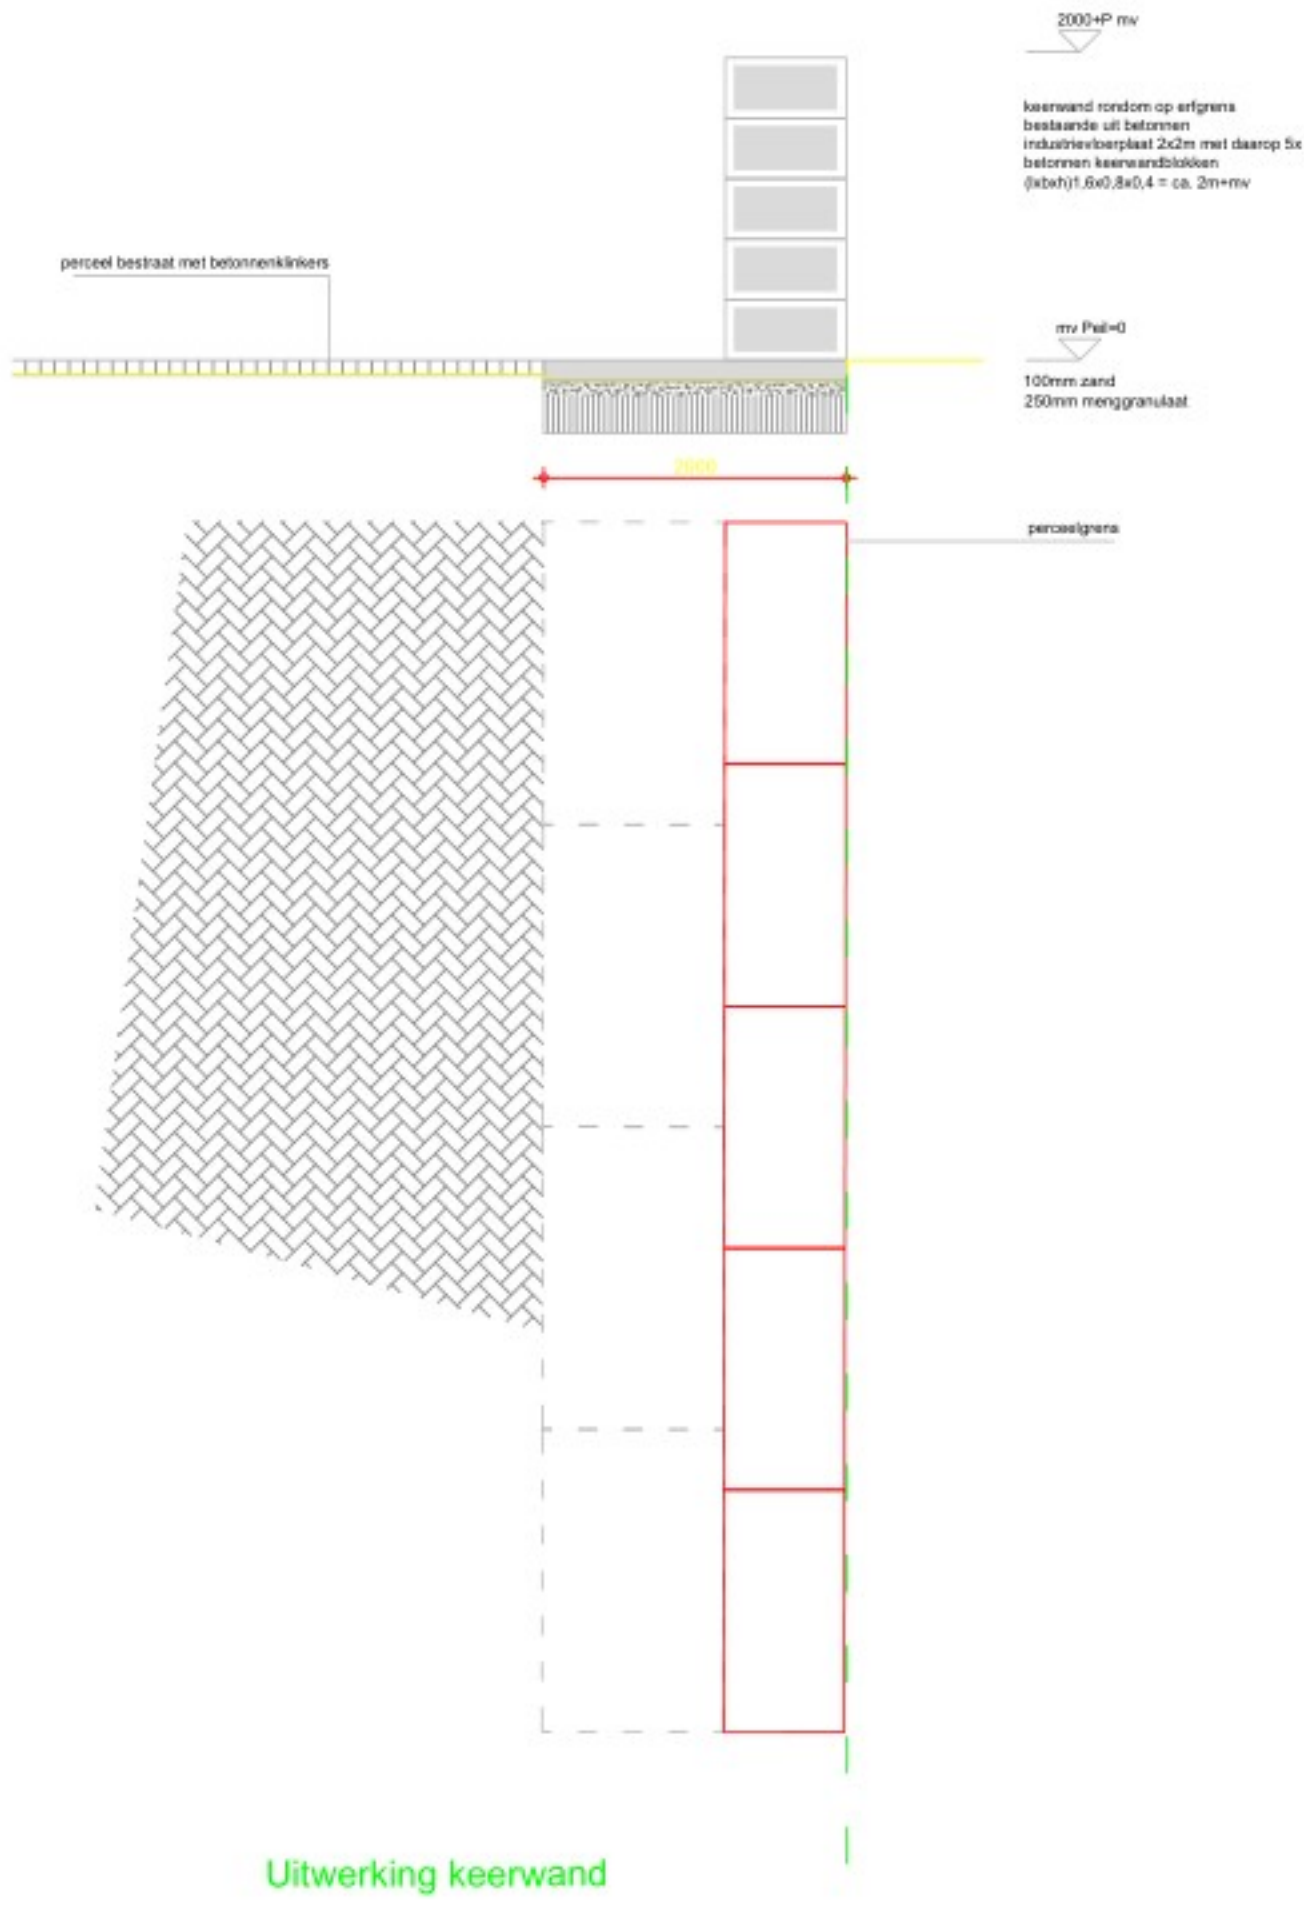 2000+P mv
keerwand rondom op erfgrens
bestaande uit betonnen
industrievloerplaat 2x2m met daarop 5x
betonnen keerwandblokken
(lxbxh)1,6x0,8x0,4 = ca. 2m+mv
perceel bestraat met betonnenklinkers
mv Peil=0
100mm zand
250mm menggranulaat
2000
perceelgrens
Uitwerking keerwand